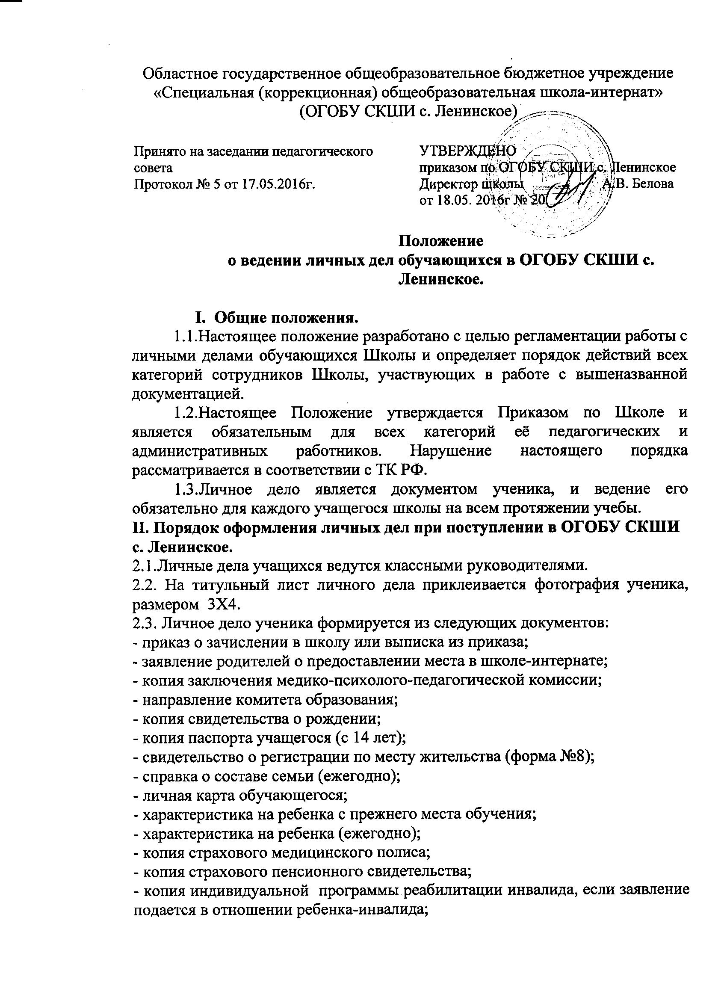 Областное государственное общеобразовательное бюджетное учреждение
«Специальная (коррекционная) общеобразовательная школа-интернат»
(ОГОБУ СКШИ с. Ленинское)
Принято на заседании педагогического
совета
Протокол № 5 от 17.05.2016г.
УТВЕРЖДЕНО
приказом по ОГОБУ СКШИ с. Ленинское
Директор школы А.В. Белова
от 18.05. 2016г № 20
Положение
о ведении личных дел обучающихся в ОГОБУ СКШИ с.
Ленинское.
I. Общие положения.
1.1.Настоящее положение разработано с целью регламентации работы с
личными делами обучающихся Школы и определяет порядок действий всех
категорий сотрудников Школы, участвующих в работе с вышеназванной
документацией.
1.2.Настоящее Положение утверждается Приказом по Школе и
является обязательным для всех категорий её педагогических и
административных работников. Нарушение настоящего порядка
рассматривается в соответствии с ТК РФ.
1.3.Личное дело является документом ученика, и ведение его
обязательно для каждого учащегося школы на всем протяжении учебы.
II. Порядок оформления личных дел при поступлении в ОГОБУ СКШИ
с. Ленинское.
2.1.Личные дела учащихся ведутся классными руководителями.
2.2. На титульный лист личного дела приклеивается фотография ученика,
размером 3X4.
2.3. Личное дело ученика формируется из следующих документов:
- приказ о зачислении в школу или выписка из приказа;
- заявление родителей о предоставлении места в школе-интернате;
- копия заключения медико-психолого-педагогической комиссии;
- направление комитета образования;
- копия свидетельства о рождении;
- копия паспорта учащегося (с 14 лет);
- свидетельство о регистрации по месту жительства (форма №8);
- справка о составе семьи (ежегодно);
- личная карта обучающегося;
- характеристика на ребенка с прежнего места обучения;
- характеристика на ребенка (ежегодно);
- копия страхового медицинского полиса;
- копия страхового пенсионного свидетельства;
- копия индивидуальной программы реабилитации инвалида, если заявление
подается в отношении ребенка-инвалида;